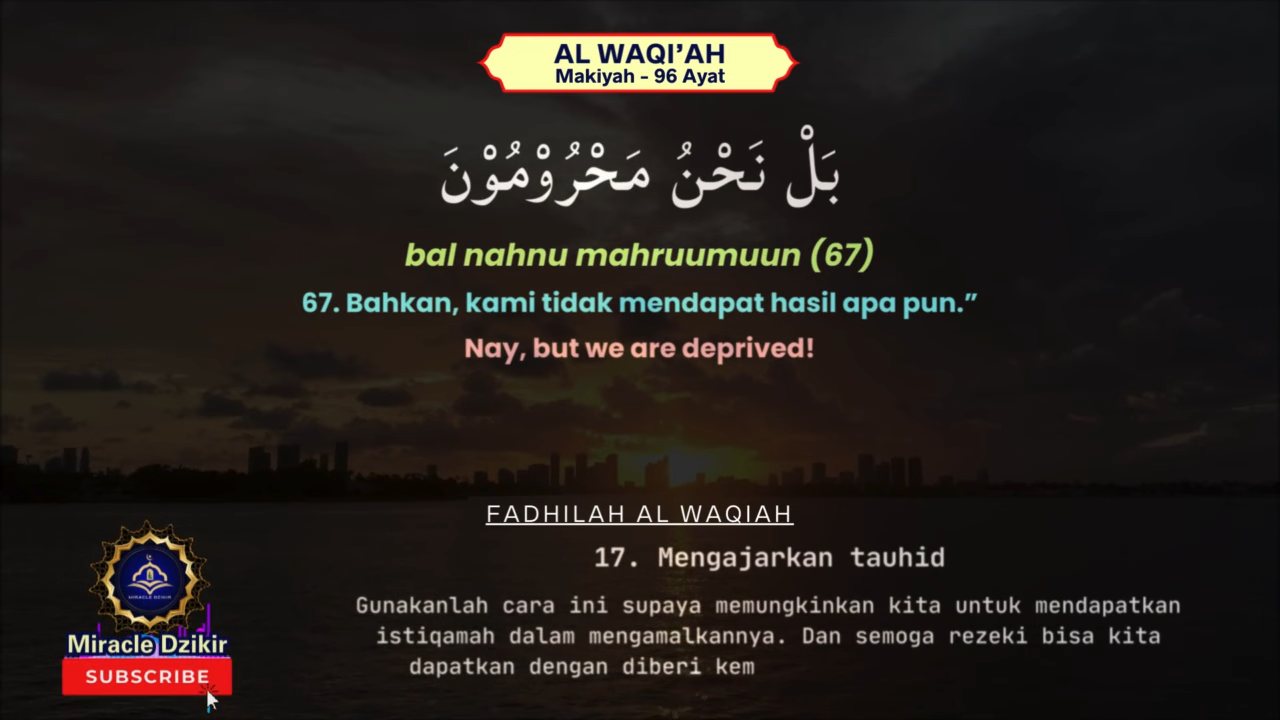 AL WAQI'AH
Makiyah - 96 Ayat
بَلْ نَحْنُ مَحْرُوْمُوْنَ
bal nahnu mahruumuun (67)
67. Bahkan, kami tidak mendapat hasil apa pun.”
Nay, but we are deprived!
FADHILAH AL WAQIAH
17. Mengajarkan tauhid
Gunakanlah cara ini supaya memungkinkan kita untuk mendapatkan
istiqamah dalam mengamalkannya. Dan semoga rezeki bisa kita
dapatkan dengan diberi kem
MIRACLE DZIKIR
Miracle Dzikir
SUBSCRIBE